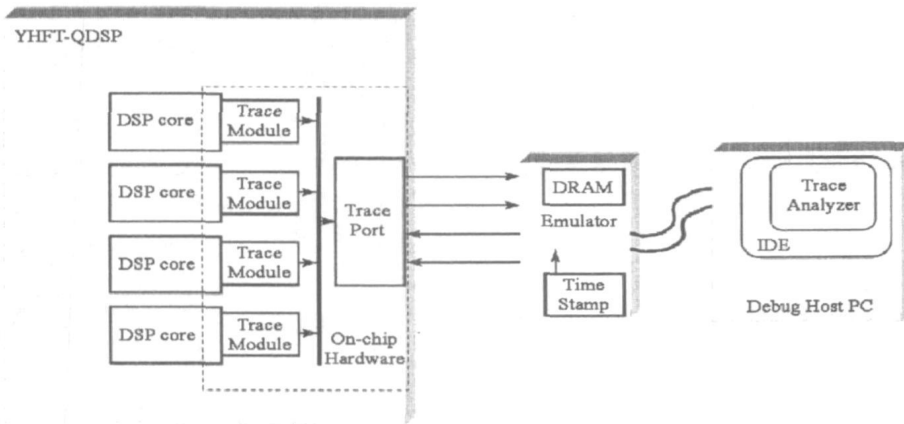 YHFT-QDSP
DSP core
Trace
Module
DSP core
Trace
Module
DSP core
Trace
Module
DSP core
Trace
Module
Trace
Port
On-chip
Hardware
DRAM
Emulator
Time
Stamp
Trace
Analyzer
IDE
Debug Host PC